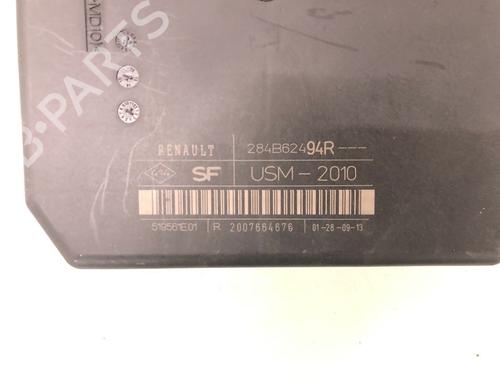 B-PARTS
RENAULT 284B62494R---
SF USM-2010
519561E01 R 2007664676 01-28-09-13